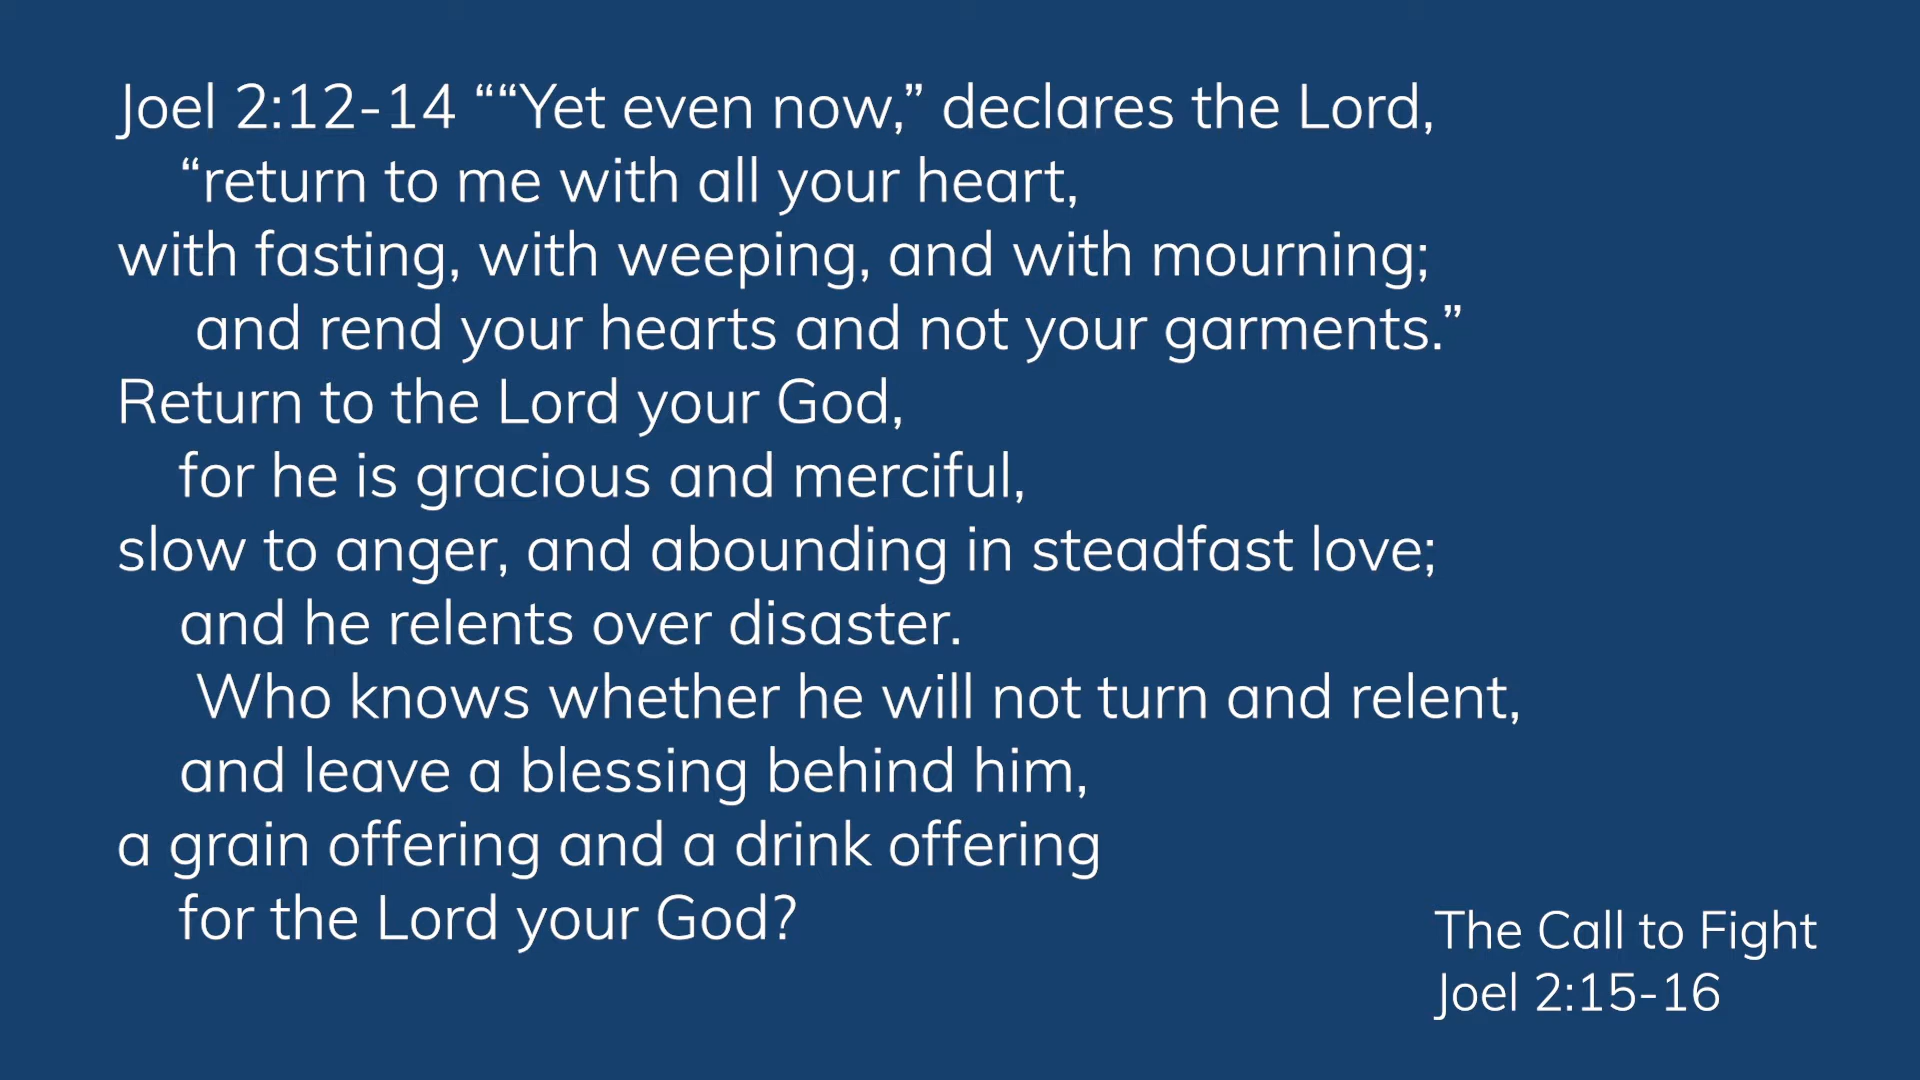 Joel 2:12-14 ““Yet even now,” declares the Lord,
“return to me with all your heart,
with fasting, with weeping, and with mourning;
and rend your hearts and not your garments.”
Return to the Lord your God,
for he is gracious and merciful,
slow to anger, and abounding in steadfast love;
and he relents over disaster.
Who knows whether he will not turn and relent,
and leave a blessing behind him,
a grain offering and a drink offering
for the Lord your God?
The Call to Fight
Joel 2:15-16